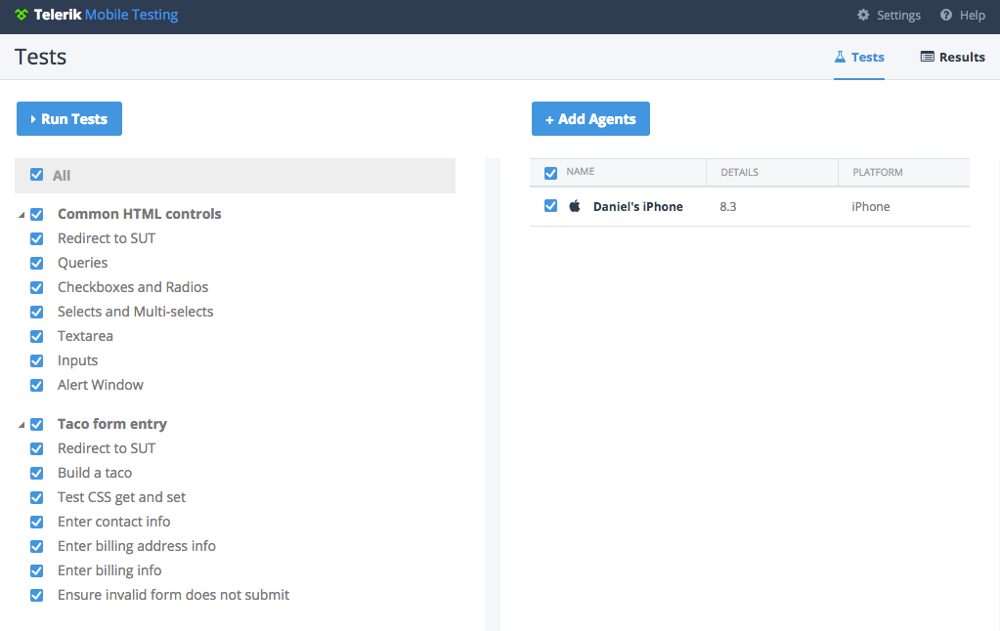 Telerik Mobile Testing
Settings
Help
Tests
Tests
Results
Run Tests
+ Add Agents
All
Common HTML controls
Redirect to SUT
Queries
Checkboxes and Radios
Selects and Multi-selects
Textarea
Inputs
Alert Window
Taco form entry
Redirect to SUT
Build a taco
Test CSS get and set
Enter contact info
Enter billing address info
Enter billing info
Ensure invalid form does not submit
NAME DETAILS PLATFORM
Daniel's iPhone 8.3 iPhone